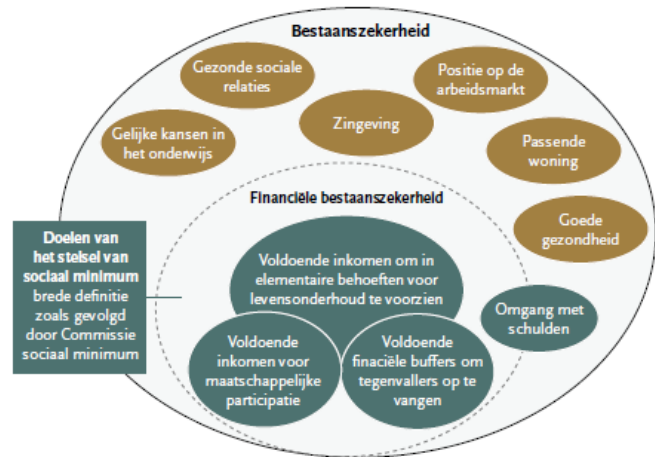 Bestaanszekerheid
Gezonde sociale
relaties
Positie op de
arbeidsmarkt
Zingeving
Gelijke kansen in
het onderwijs
Passende
woning
Goede
gezondheid
Financiële bestaanszekerheid
Doelen van
het stelsel van
sociaal minimum
brede definitie
zoals gevolgd
door Commissie
sociaal minimum
Voldoende inkomen om in
elementaire behoeften voor
levensonderhoud te voorzien
Omgang met
schulden
Voldoende
inkomen voor
maatschappelijke
participatie
Voldoende
finaciële buffers om
tegenvallers op te
vangen